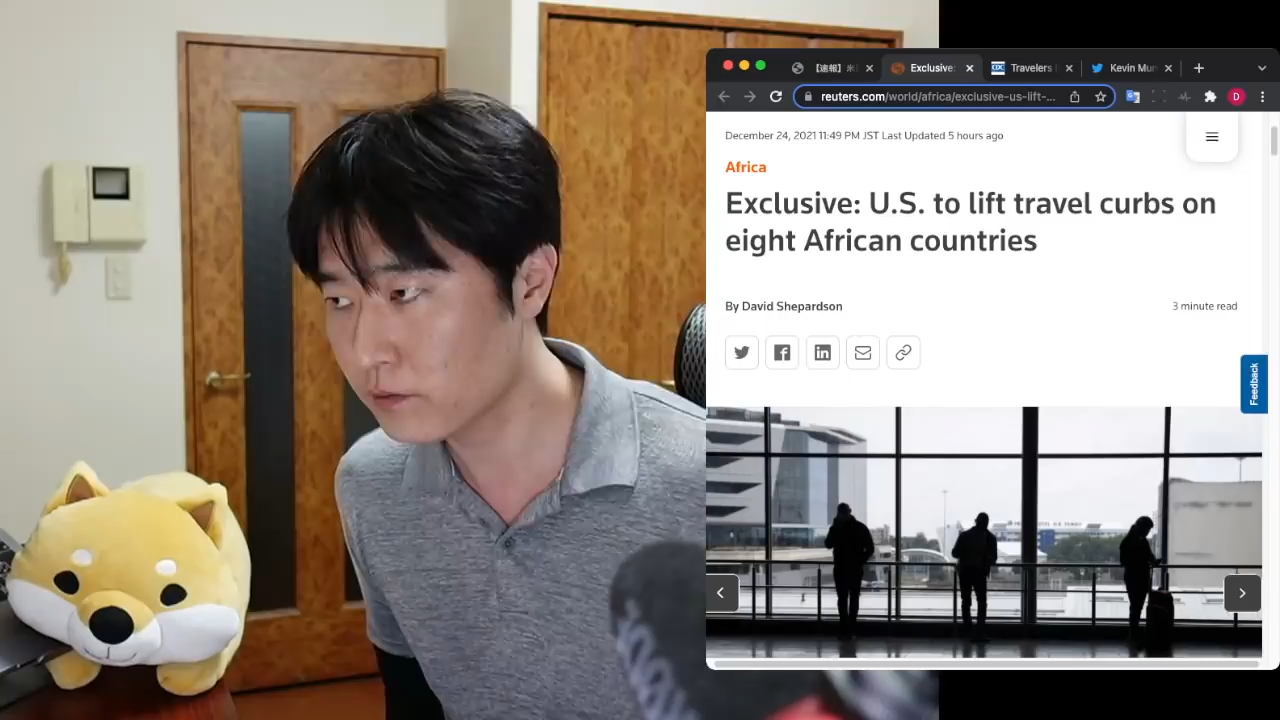 【速報】米
Exclusive:
Travelers
Kevin Mun
reuters.com/world/africa/exclusive-us-lift-...
D
December 24, 2021 11:49 PM JST Last Updated 5 hours ago
Africa
Exclusive: U.S. to lift travel curbs on
eight African countries
By David Shepardson
3 minute read
Feedback